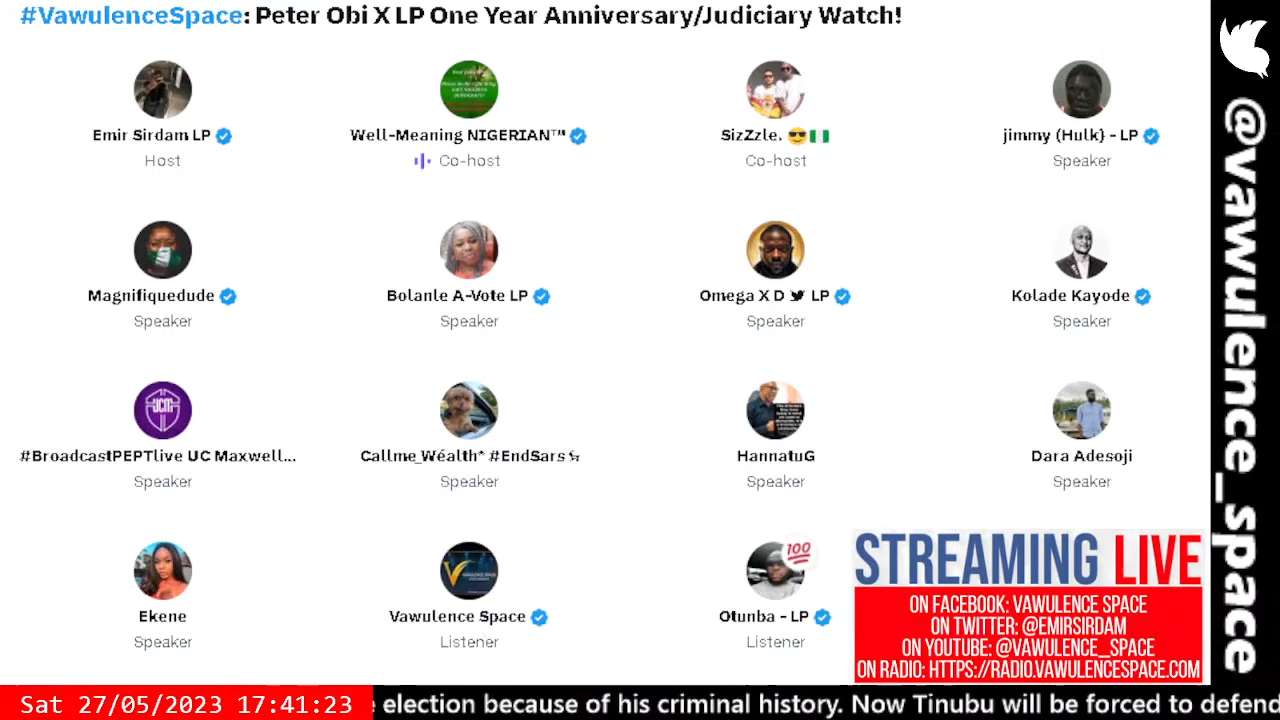 #VawulenceSpace: Peter Obi X LP One Year Anniversary/Judiciary Watch!
Emir Sirdam LP
Host
Well-Meaning NIGERIAN™
Co-host
SizZzle. 😎🇳🇬
Co-host
jimmy (Hulk) - LP
Speaker
Magnifiquedude
Speaker
Bolanle A-Vote LP
Speaker
Omega X D LP
Speaker
Kolade Kayode
Speaker
UCM
#BroadcastPEPTlive UC Maxwell...
Speaker
Callme_Wéalth* #EndSars
Speaker
HannatuG
Speaker
Dara Adesoji
Speaker
Ekene
Speaker
VAWULENCE SPACE
Vawulence Space
Listener
100
Otunba - LP
Listener
STREAMING LIVE
ON FACEBOOK: VAWULENCE SPACE
ON TWITTER: @EMIRSIRDAM
ON YOUTUBE: @VAWULENCE_SPACE
ON RADIO: HTTPS://RADIO.VAWULENCESPACE.COM
@vawulence_space
Sat 27/05/2023 17:41:23
election because of his criminal history. Now Tinubu will be forced to defend